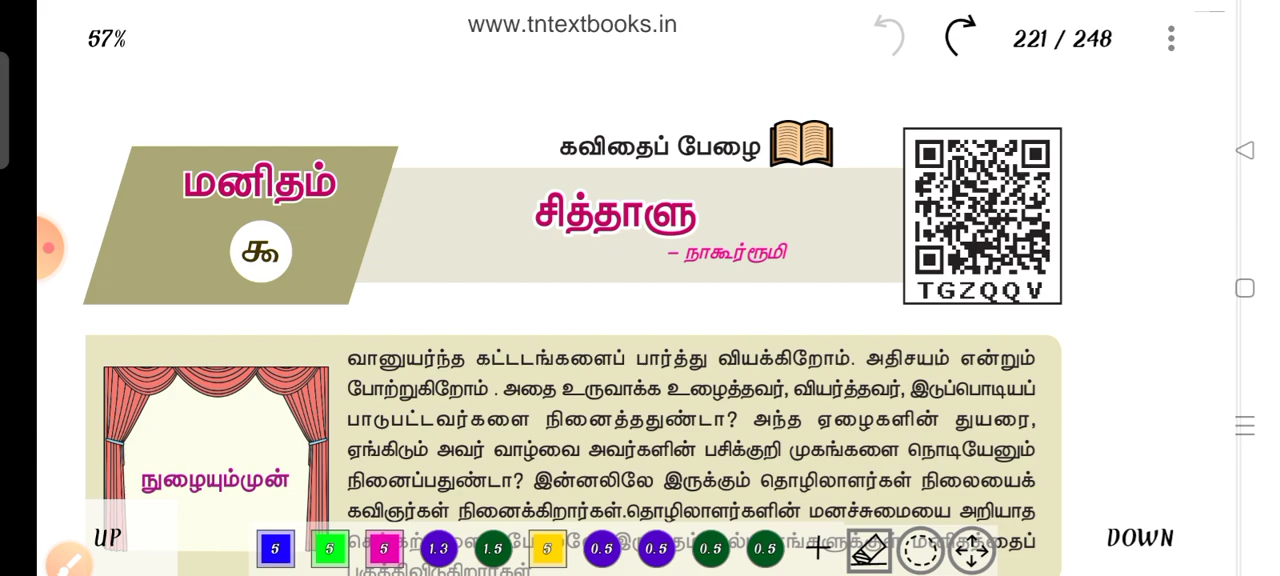 www.tntextbooks.in
57%
221 / 248
கவிதைப் பேழை
மனிதம்
சித்தாளு
– நாகூர்ரூமி
௯
TGZQQV
வானுயர்ந்த கட்டடங்களைப் பார்த்து வியக்கிறோம். அதிசயம் என்றும்
போற்றுகிறோம் . அதை உருவாக்க உழைத்தவர், வியர்த்தவர், இடுப்பொடியப்
பாடுபட்டவர்களை நினைத்ததுண்டா? அந்த ஏழைகளின் துயரை,
ஏங்கிடும் அவர் வாழ்வை அவர்களின் பசிக்குறி முகங்களை நொடியேனும்
நுழையும்முன்
நினைப்பதுண்டா? இன்னலிலே இருக்கும் தொழிலாளர்கள் நிலையைக்
கவிஞர்கள் நினைக்கிறார்கள்.தொழிலாளர்களின் மனச்சுமையை அறியாத
UP
5 5 5 1.3 1.5 5 0.5 0.5 0.5 0.5 +
DOWN